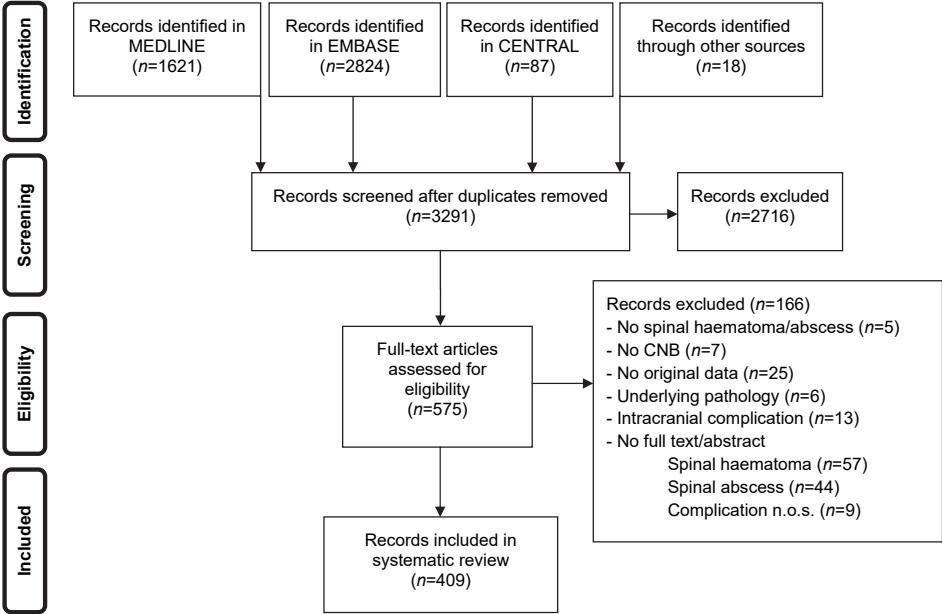 Identification
Records identified in
MEDLINE
(n=1621)
Records identified
in EMBASE
(n=2824)
Records identified
in CENTRAL
(n=87)
Records identified
through other sources
(n=18)
Screening
Records screened after duplicates removed
(n=3291)
Records excluded
(n=2716)
Eligibility
Full-text articles
assessed for
eligibility
(n=575)
Records excluded (n=166)
- No spinal haematoma/abscess (n=5)
- No CNB (n=7)
- No original data (n=25)
- Underlying pathology (n=6)
- Intracranial complication (n=13)
- No full text/abstract
Spinal haematoma (n=57)
Spinal abscess (n=44)
Complication n.o.s. (n=9)
Included
Records included in
systematic review
(n=409)